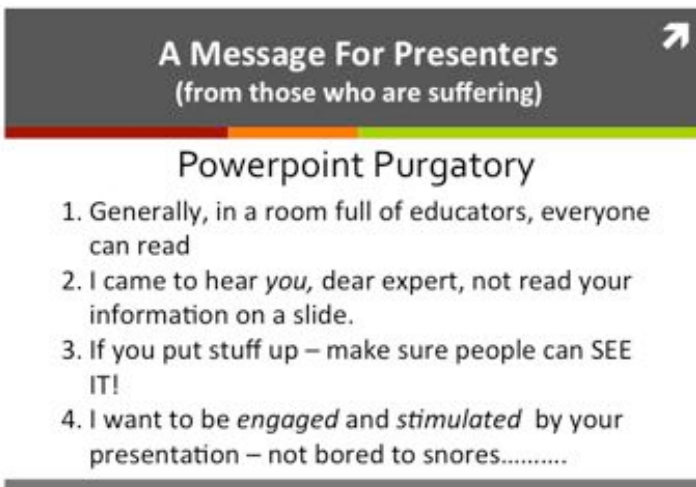 A Message For Presenters
(from those who are suffering)
Powerpoint Purgatory
1. Generally, in a room full of educators, everyone
can read
2. I came to hear you, dear expert, not read your
information on a slide.
3. If you put stuff up – make sure people can SEE
IT!
4. I want to be engaged and stimulated by your
presentation – not bored to snores……….